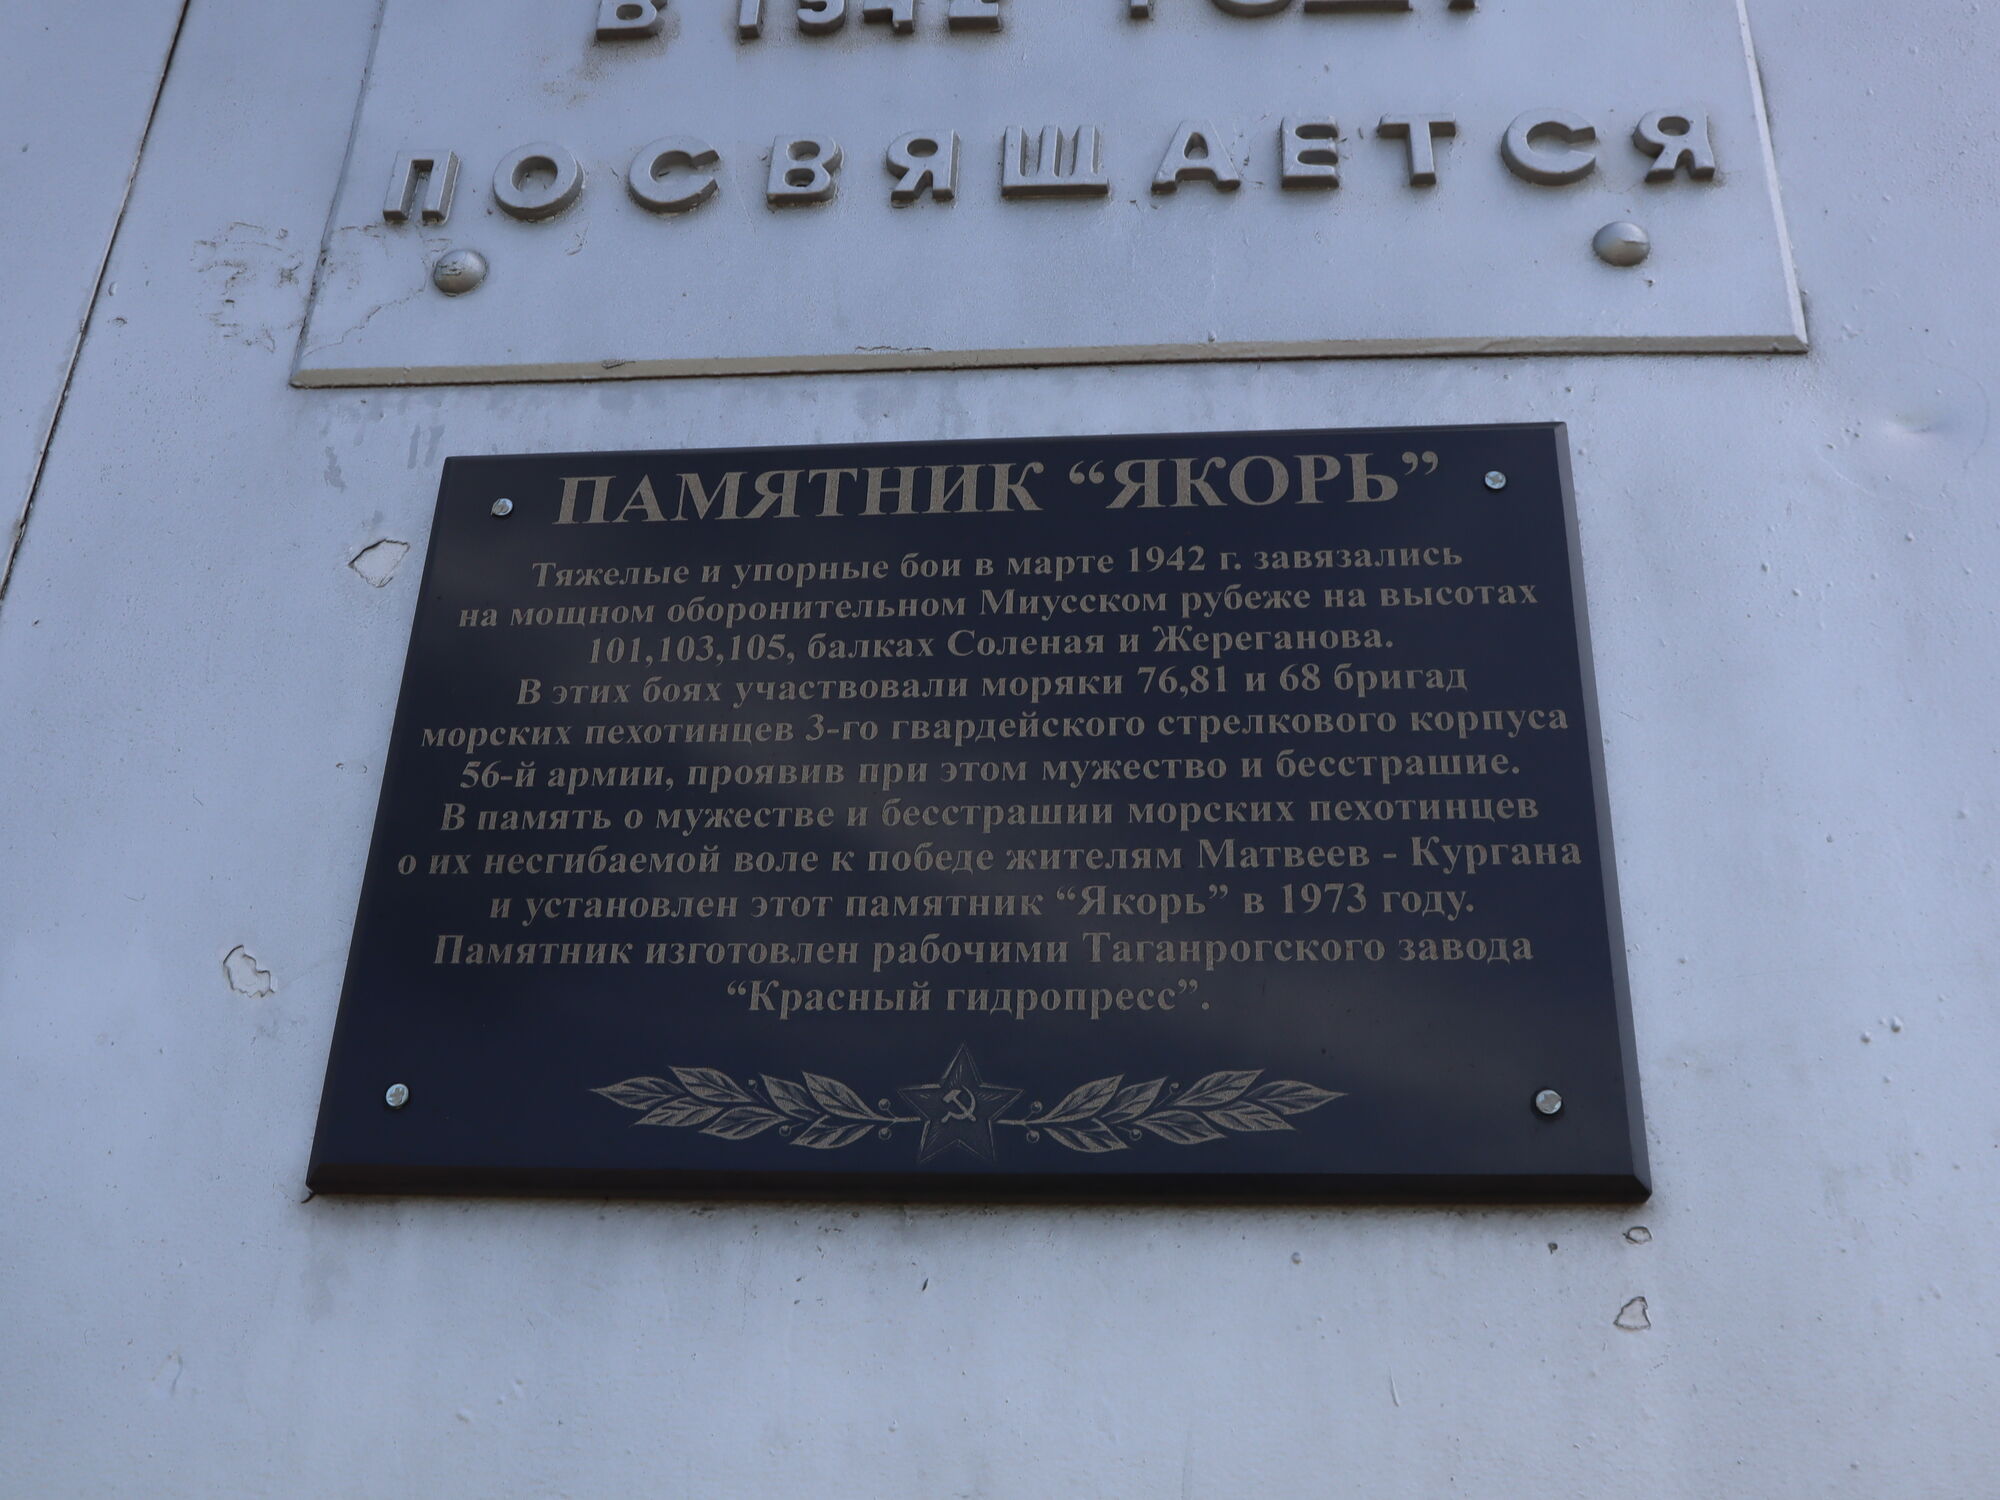 В 1942 ГОДУ
ПОСВЯЩАЕТСЯ
ПАМЯТНИК “ЯКОРЬ”
Тяжелые и упорные бои в марте 1942 г. завязались
на мощном оборонительном Миусском рубеже на высотах
101,103,105, балках Соленая и Жереганова.
В этих боях участвовали моряки 76,81 и 68 бригад
морских пехотинцев 3-го гвардейского стрелкового корпуса
56-й армии, проявив при этом мужество и бесстрашие.
В память о мужестве и бесстрашии морских пехотинцев
о их несгибаемой воле к победе жителям Матвеев - Кургана
и установлен этот памятник “Якорь” в 1973 году.
Памятник изготовлен рабочими Таганрогского завода
“Красный гидропресс”.